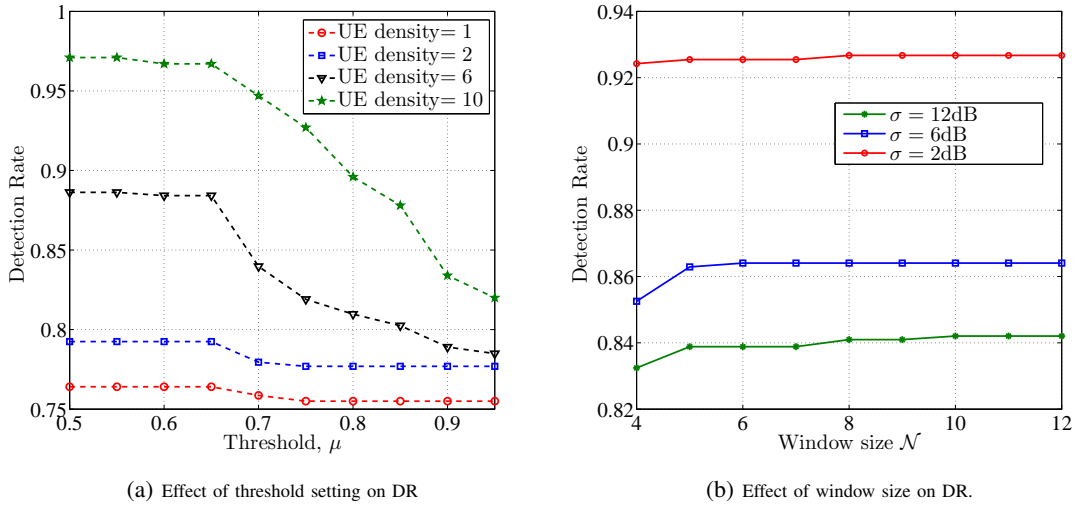 1
0.95
0.9
0.85
0.8
0.75
0.5
0.6
0.7
0.8
0.9
Detection Rate
Threshold, μ
UE density= 1
UE density= 2
UE density= 6
UE density= 10
(a) Effect of threshold setting on DR
0.94
0.92
0.9
0.88
0.86
0.84
0.82
4
6
8
10
12
Detection Rate
Window size 𝒩
σ = 12dB
σ = 6dB
σ = 2dB
(b) Effect of window size on DR.